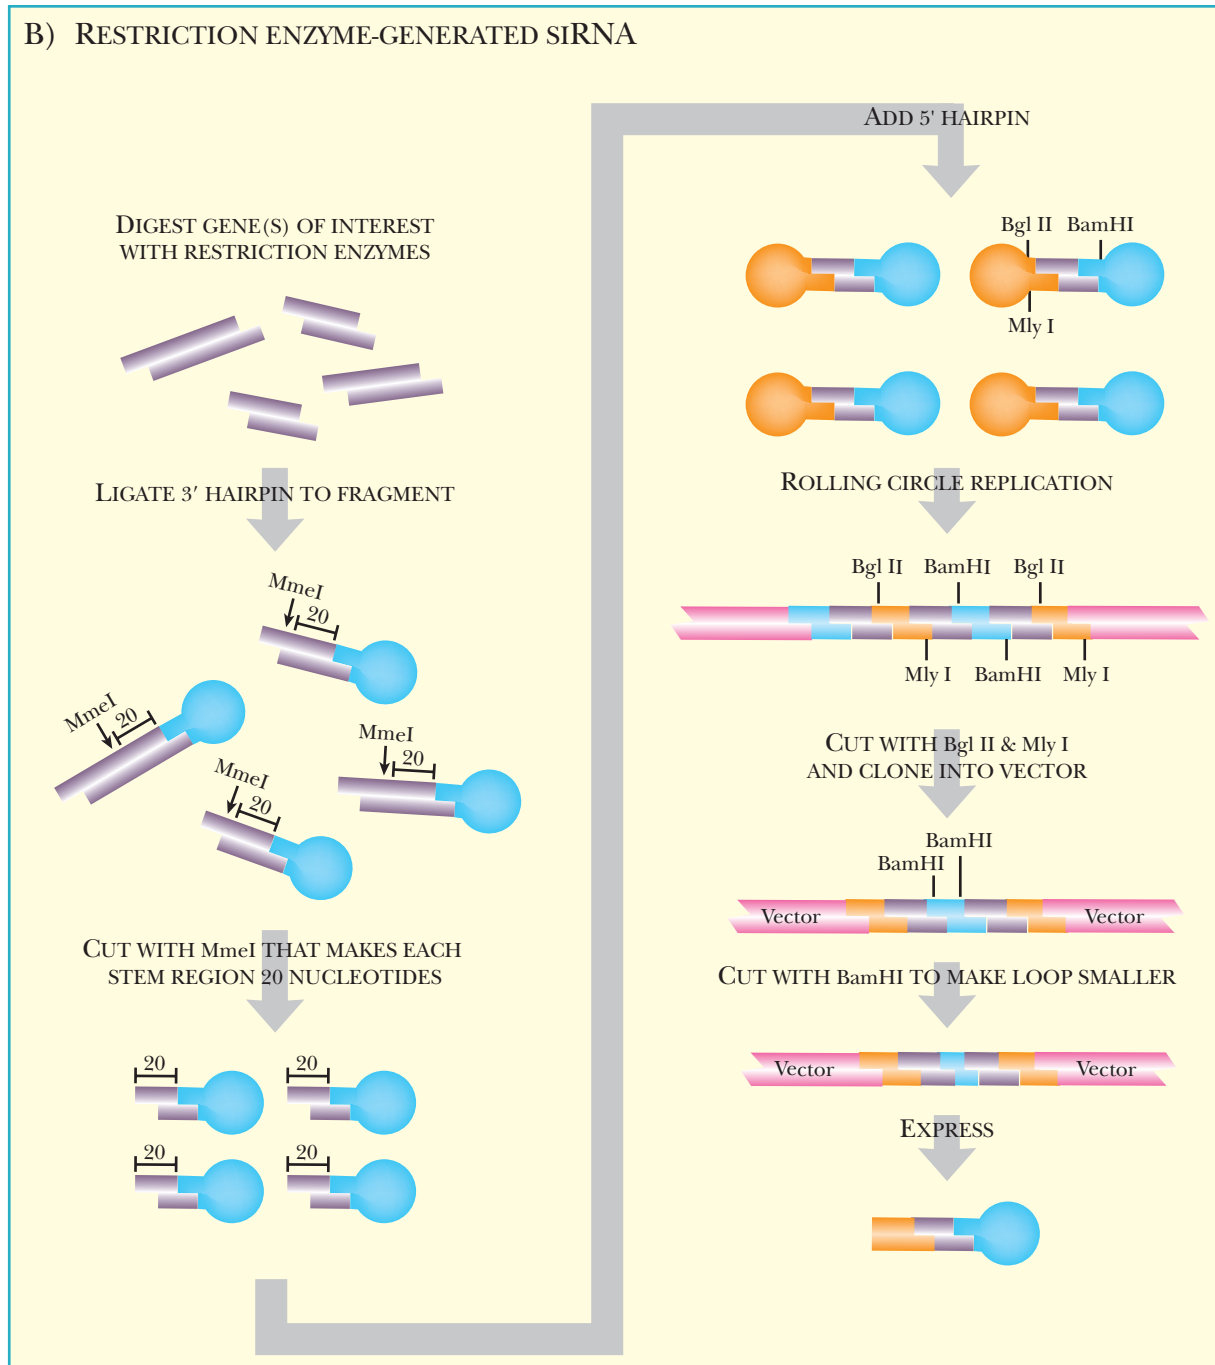 B) RESTRICTION ENZYME-GENERATED SIRNA
DIGEST GENE(S) OF INTEREST
WITH RESTRICTION ENZYMES
LIGATE 3′ HAIRPIN TO FRAGMENT
MmeI
20
MmeI
20
MmeI
20
MmeI
20
CUT WITH MmeI THAT MAKES EACH
STEM REGION 20 NUCLEOTIDES
20
20
20
20
ADD 5' HAIRPIN
Bgl II BamHI
Mly I
ROLLING CIRCLE REPLICATION
Bgl II BamHI Bgl II
Mly I BamHI Mly I
CUT WITH Bgl II & Mly I
AND CLONE INTO VECTOR
BamHI
BamHI
Vector Vector
CUT WITH BamHI TO MAKE LOOP SMALLER
Vector Vector
EXPRESS